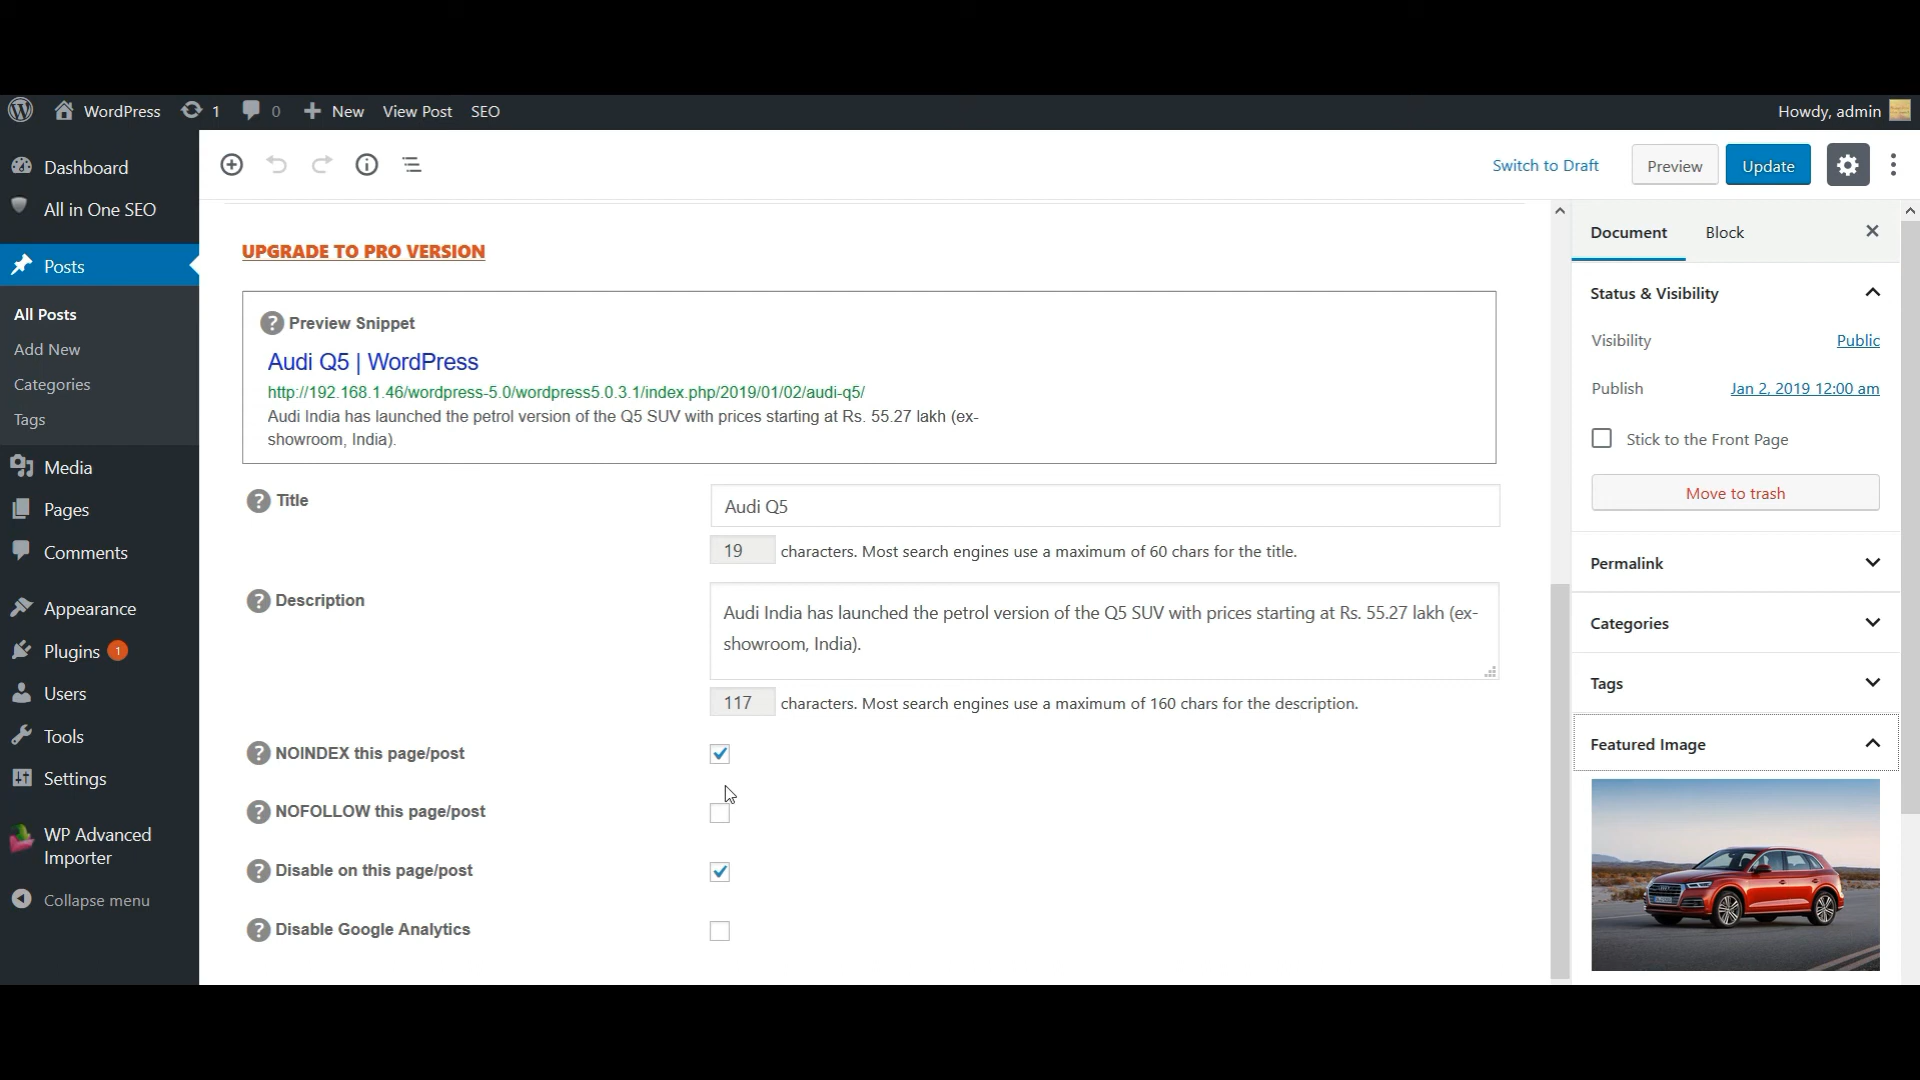 WordPress 1 0 New View Post SEO Howdy, admin
Dashboard
All in One SEO
Posts
All Posts
Add New
Categories
Tags
Media
Pages
Comments
Appearance
Plugins 1
Users
Tools
Settings
WP Advanced
Importer
Collapse menu
Switch to Draft Preview Update
UPGRADE TO PRO VERSION
Preview Snippet
Audi Q5 | WordPress
http://192.168.1.46/wordpress-5.0/wordpress5.0.3.1/index.php/2019/01/02/audi-q5/
Audi India has launched the petrol version of the Q5 SUV with prices starting at Rs. 55.27 lakh (ex-
showroom, India).
Title
Audi Q5
19 characters. Most search engines use a maximum of 60 chars for the title.
Description
Audi India has launched the petrol version of the Q5 SUV with prices starting at Rs. 55.27 lakh (ex-
showroom, India).
117 characters. Most search engines use a maximum of 160 chars for the description.
NOINDEX this page/post
NOFOLLOW this page/post
Disable on this page/post
Disable Google Analytics
Document Block
Status & Visibility
Visibility Public
Publish Jan 2, 2019 12:00 am
Stick to the Front Page
Move to trash
Permalink
Categories
Tags
Featured Image